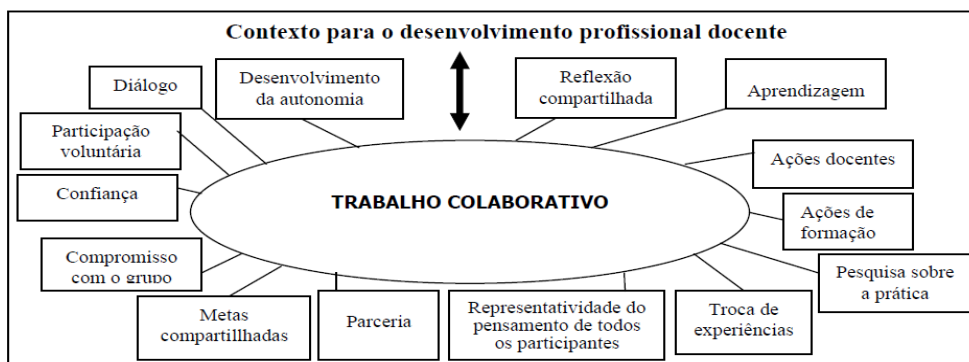 Contexto para o desenvolvimento profissional docente
Diálogo
Desenvolvimento
da autonomia
Reflexão
compartilhada
Aprendizagem
Participação
voluntária
Ações docentes
Confiança
TRABALHO COLABORATIVO
Ações de
formação
Compromisso
com o grupo
Pesquisa sobre
a prática
Metas
compartillhadas
Parceria
Representatividade do
pensamento de todos
os participantes
Troca de
experiências